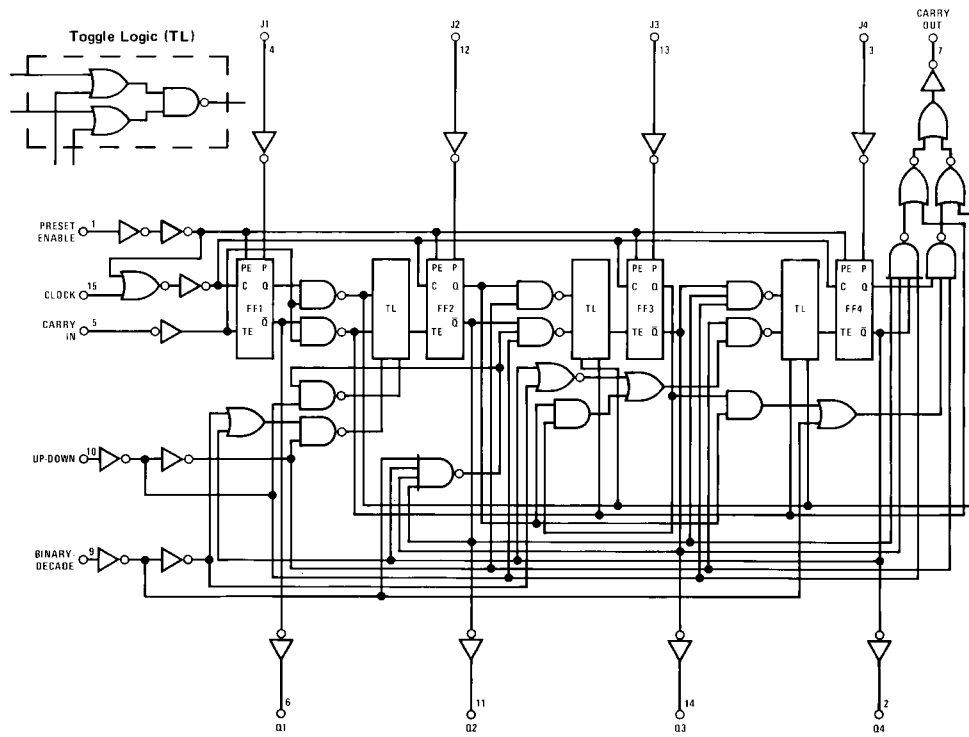 Toggle Logic (TL)
J1
4
J2
12
J3
13
J4
3
CARRY
OUT
7
PRESET
ENABLE
1
CLOCK
15
CARRY
IN
5
PE P
C Q
FF1
TE Q̅
TL
PE P
C Q
FF2
TE Q̅
TL
PE P
C Q
FF3
TE Q̅
TL
PE P
C Q
FF4
TE Q̅
UP-DOWN
10
BINARY-
DECADE
9
6
Q1
11
Q2
14
Q3
2
Q4